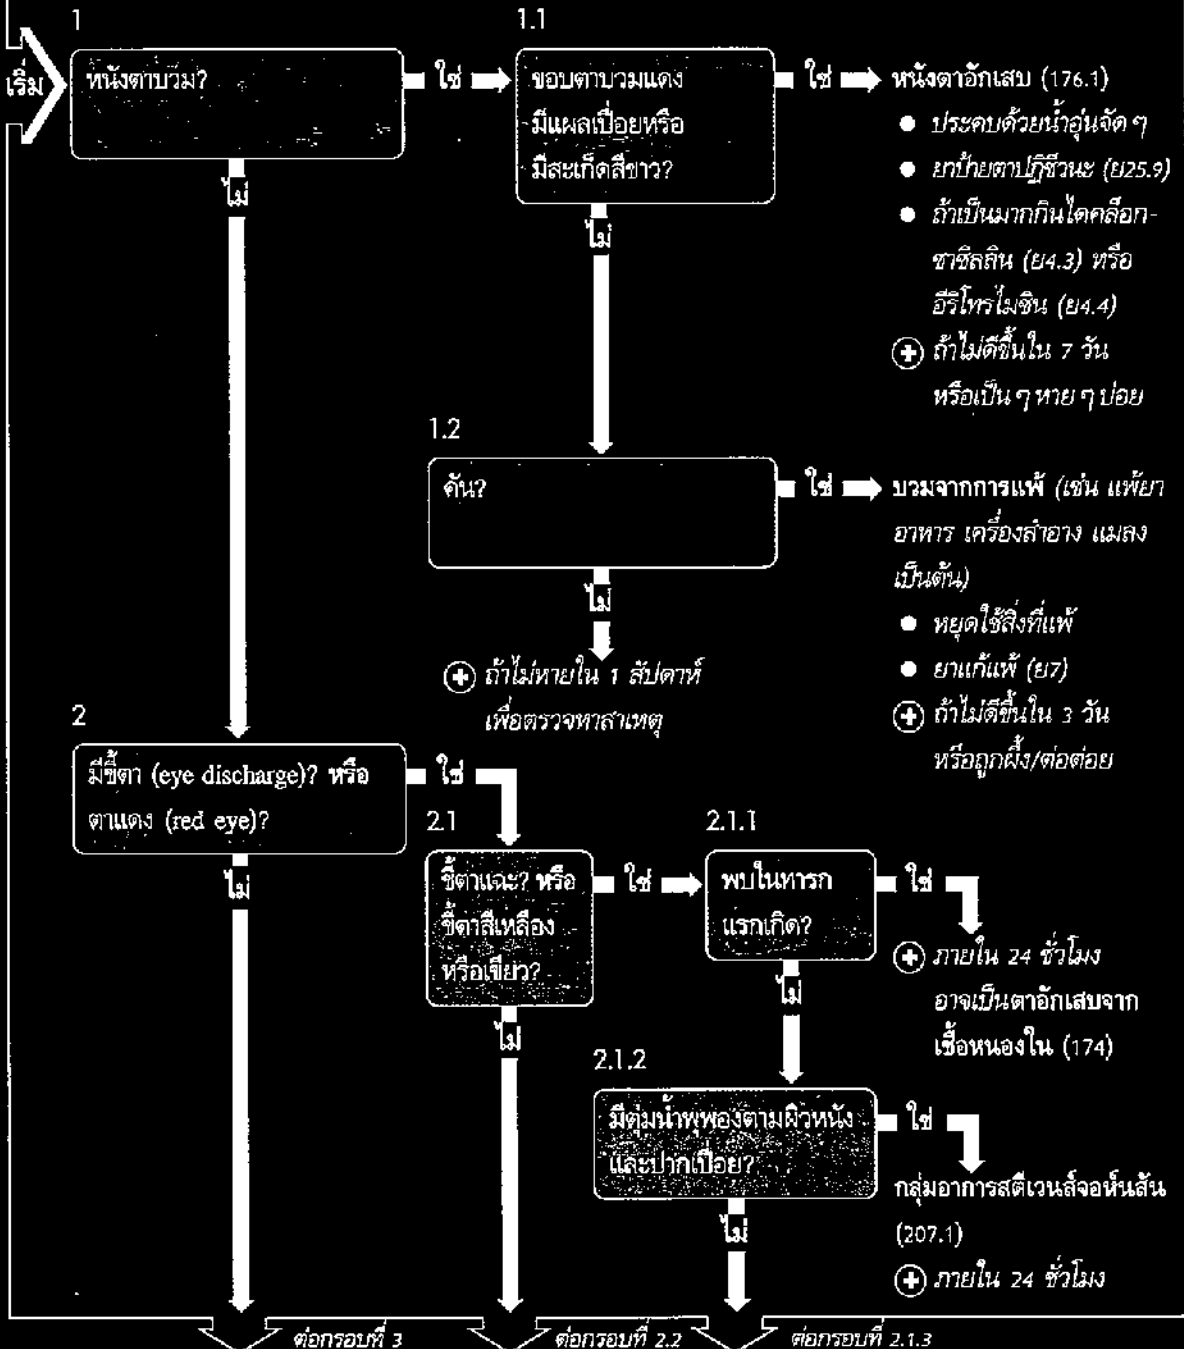 เริ่ม
1
หนังตาบวม?
ใช่
ไม่
1.1
ขอบตาบวมแดง
มีแผลเปื่อยหรือ
มีสะเก็ดสีขาว?
ใช่
ไม่
หนังตาอักเสบ (176.1)
● ประคบด้วยน้ำอุ่นจัด ๆ
● ยาป้ายตาปฏิชีวนะ (ย25.9)
● ถ้าเป็นมากกินไดคล็อก-
ซาซิลลิน (ย4.3) หรือ
อีริโทรไมซิน (ย4.4)
⊕ ถ้าไม่ดีขึ้นใน 7 วัน
หรือเป็น ๆ หาย ๆ บ่อย
1.2
คัน?
ใช่
ไม่
บวมจากการแพ้ (เช่น แพ้ยา
อาหาร เครื่องสำอาง แมลง
เป็นต้น)
● หยุดใช้สิ่งที่แพ้
● ยาแก้แพ้ (ย7)
⊕ ถ้าไม่ดีขึ้นใน 3 วัน
หรือถูกผึ้ง/ต่อต่อย
⊕ ถ้าไม่หายใน 1 สัปดาห์
เพื่อตรวจหาสาเหตุ
2
มีขี้ตา (eye discharge)? หรือ
ตาแดง (red eye)?
ใช่
ไม่
2.1
ขี้ตาแฉะ? หรือ
ขี้ตาสีเหลือง
หรือเขียว?
ใช่
ไม่
2.1.1
พบในทารก
แรกเกิด?
ใช่
ไม่
⊕ ภายใน 24 ชั่วโมง
อาจเป็นตาอักเสบจาก
เชื้อหนองใน (174)
2.1.2
มีตุ่มน้ำพุพองตามผิวหนัง
และปากเปื่อย?
ใช่
ไม่
กลุ่มอาการสตีเวนส์จอห์นสัน
(207.1)
⊕ ภายใน 24 ชั่วโมง
ต่อกรอบที่ 3
ต่อกรอบที่ 2.2
ต่อกรอบที่ 2.1.3